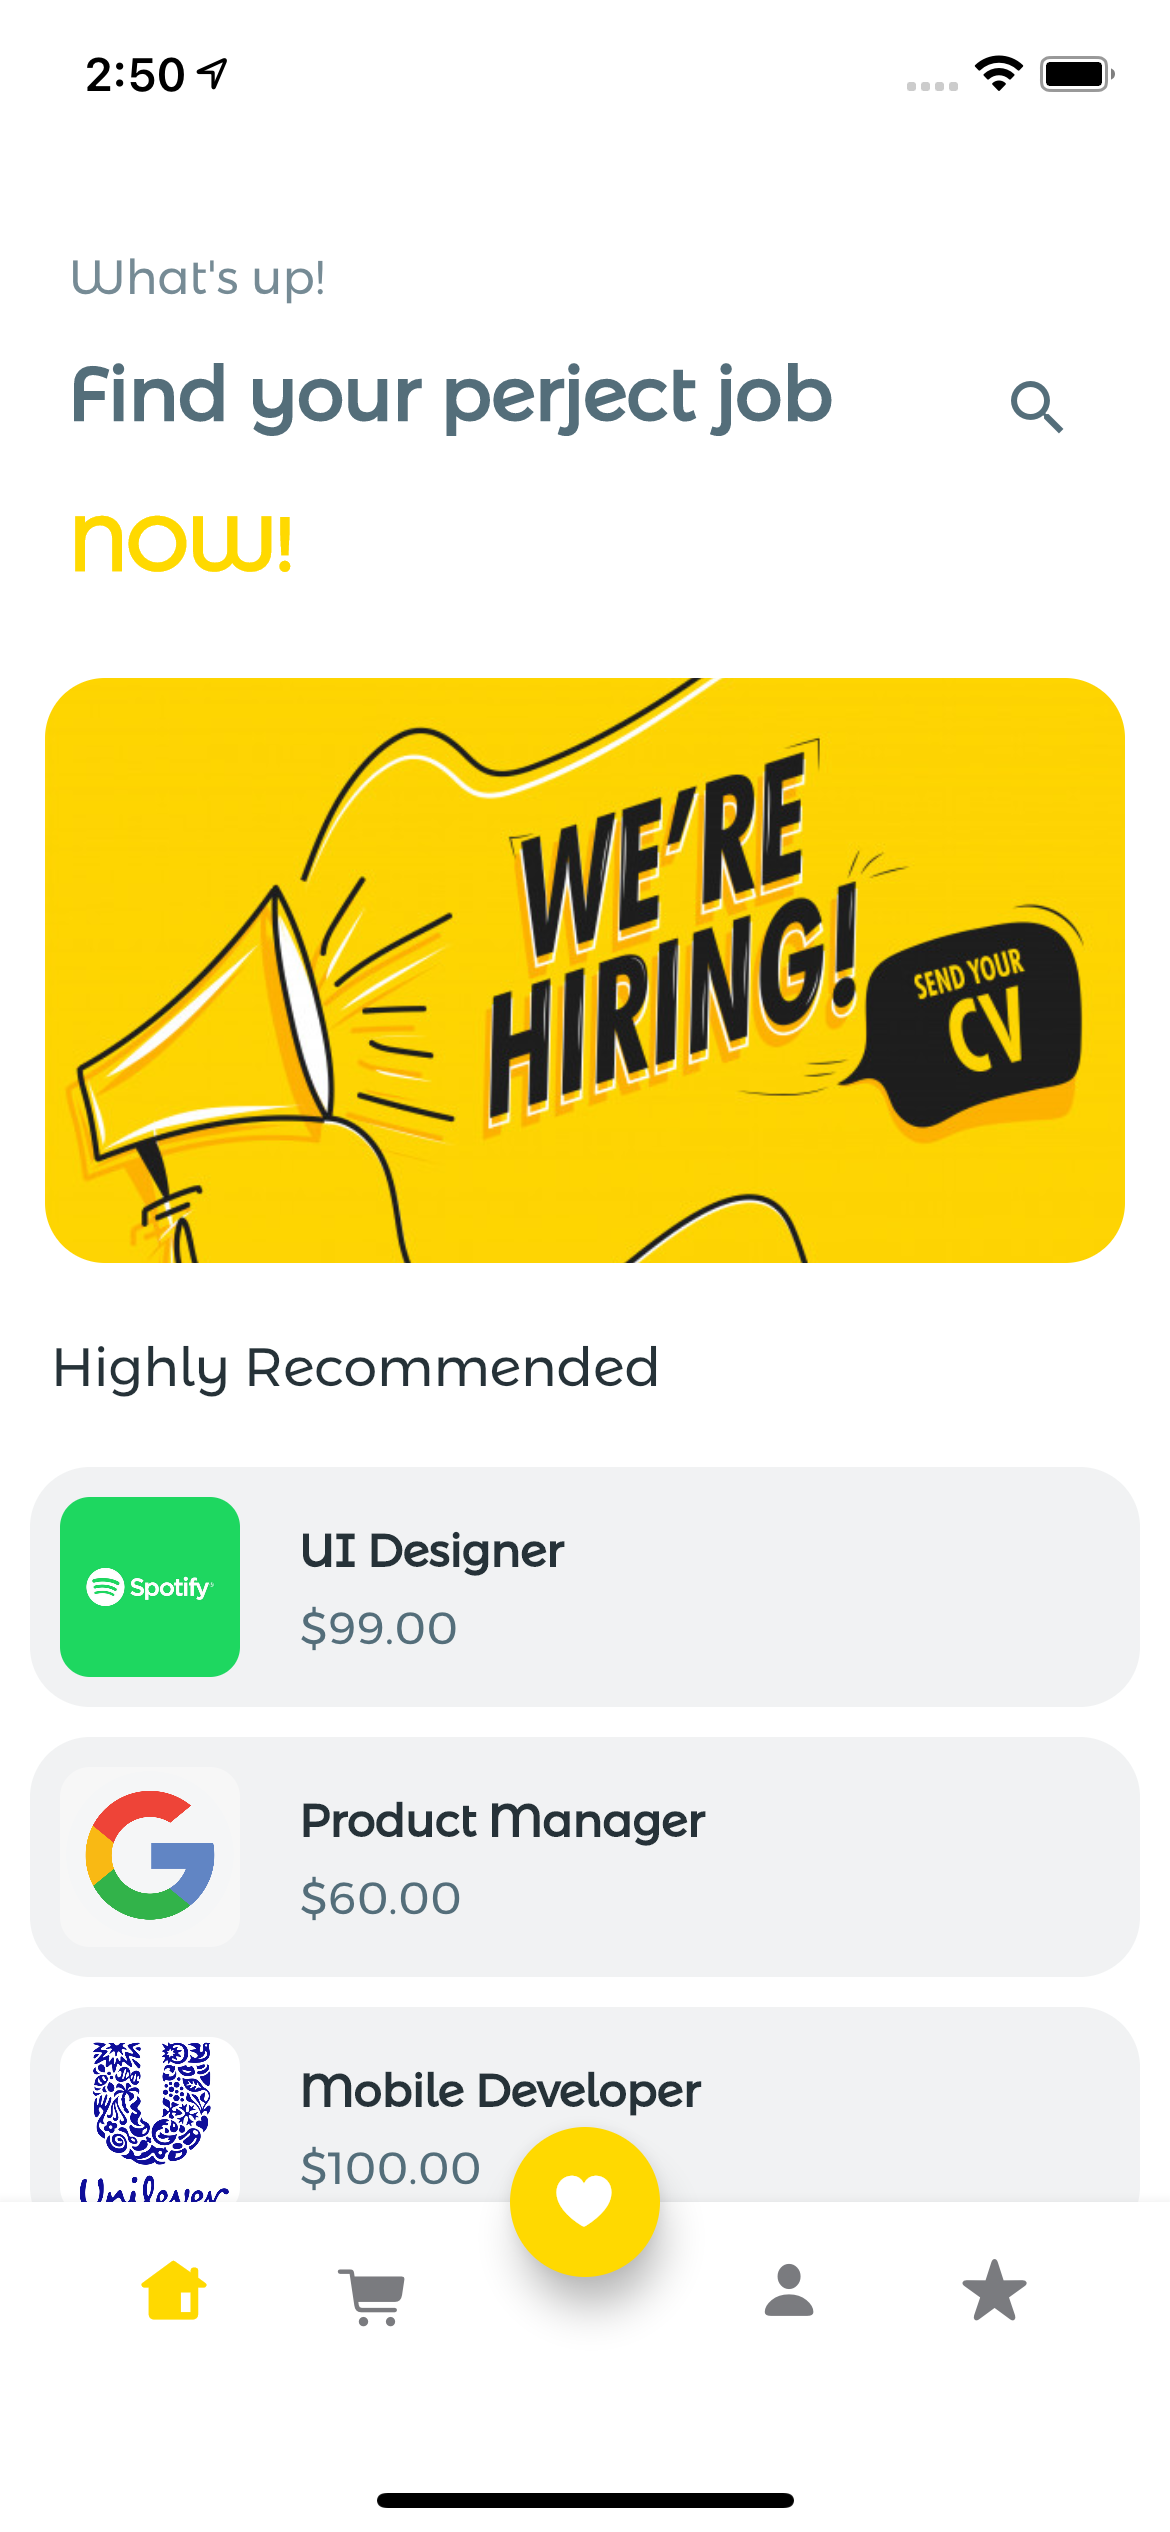 2:50
What's up!
Find your perject job
now!
WE'RE
HIRING!
SEND YOUR
CV
Highly Recommended
Spotify
UI Designer
$99.00
Product Manager
$60.00
Mobile Developer
$100.00
Unilever